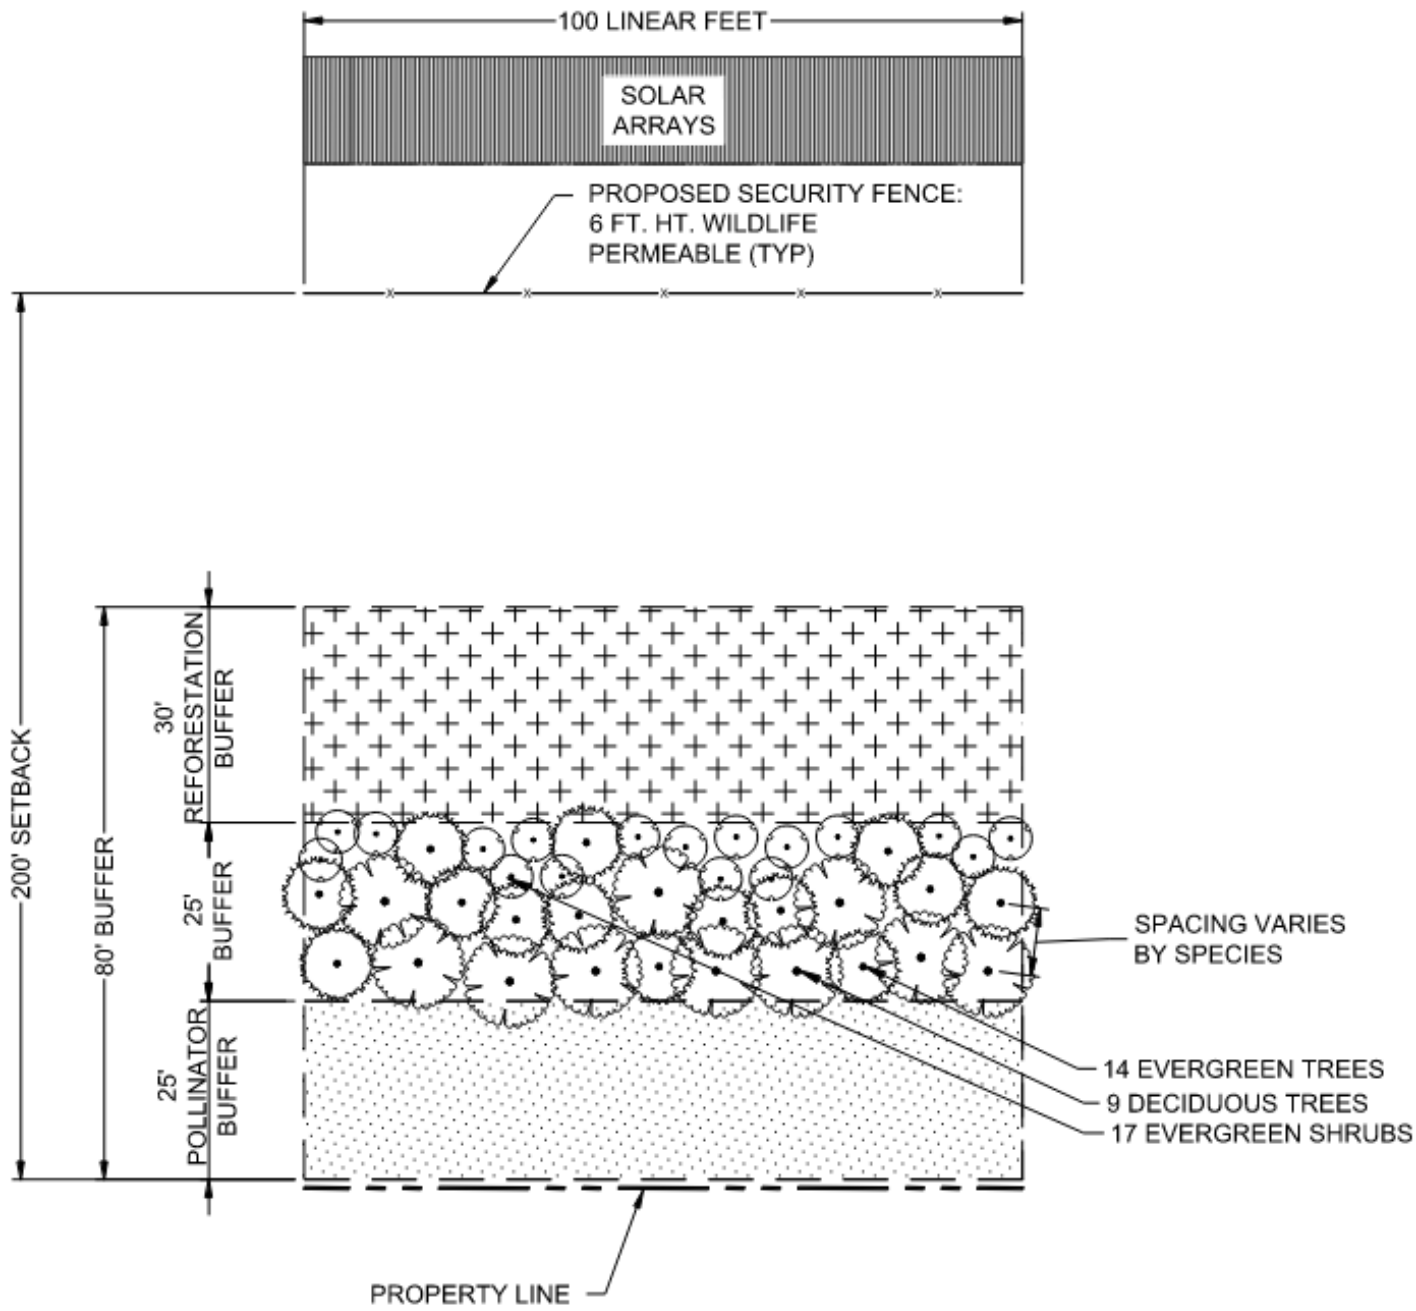 100 LINEAR FEET
SOLAR
ARRAYS
PROPOSED SECURITY FENCE:
6 FT. HT. WILDLIFE
PERMEABLE (TYP)
x x x x x
200' SETBACK
80' BUFFER
30'
REFORESTATION
BUFFER
25'
BUFFER
25'
POLLINATOR
BUFFER
SPACING VARIES
BY SPECIES
14 EVERGREEN TREES
9 DECIDUOUS TREES
17 EVERGREEN SHRUBS
PROPERTY LINE